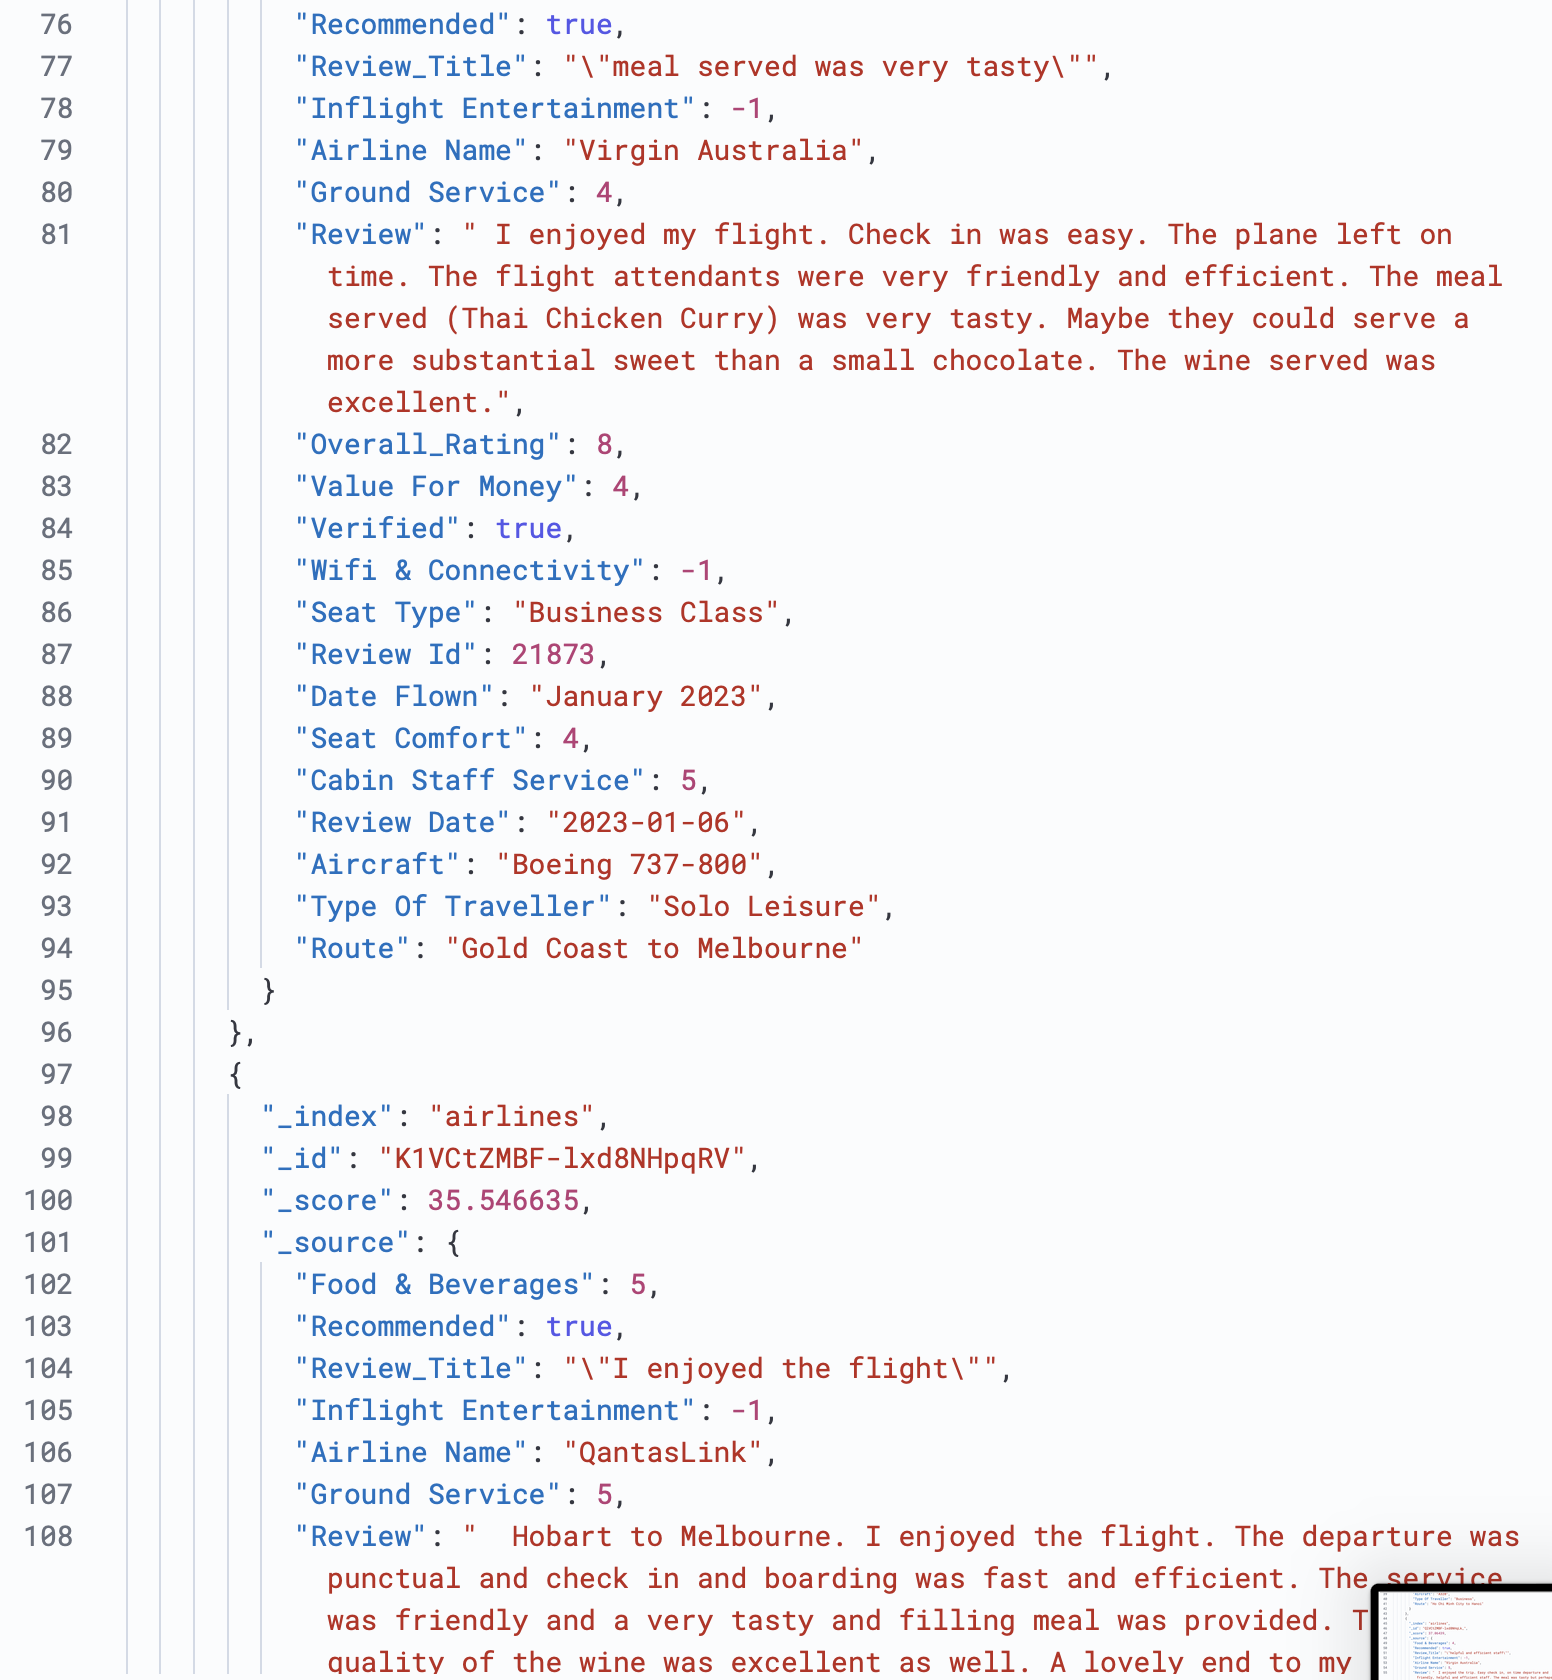 76 "Recommended": true,
77 "Review_Title": "\"meal served was very tasty\"",
78 "Inflight Entertainment": -1,
79 "Airline Name": "Virgin Australia",
80 "Ground Service": 4,
81 "Review": " I enjoyed my flight. Check in was easy. The plane left on
time. The flight attendants were very friendly and efficient. The meal
served (Thai Chicken Curry) was very tasty. Maybe they could serve a
more substantial sweet than a small chocolate. The wine served was
excellent.",
82 "Overall_Rating": 8,
83 "Value For Money": 4,
84 "Verified": true,
85 "Wifi & Connectivity": -1,
86 "Seat Type": "Business Class",
87 "Review Id": 21873,
88 "Date Flown": "January 2023",
89 "Seat Comfort": 4,
90 "Cabin Staff Service": 5,
91 "Review Date": "2023-01-06",
92 "Aircraft": "Boeing 737-800",
93 "Type Of Traveller": "Solo Leisure",
94 "Route": "Gold Coast to Melbourne"
95 }
96 },
97 {
98 "_index": "airlines",
99 "_id": "K1VCtZMBF-lxd8NHpqRV",
100 "_score": 35.546635,
101 "_source": {
102 "Food & Beverages": 5,
103 "Recommended": true,
104 "Review_Title": "\"I enjoyed the flight\"",
105 "Inflight Entertainment": -1,
106 "Airline Name": "QantasLink",
107 "Ground Service": 5,
108 "Review": "  Hobart to Melbourne. I enjoyed the flight. The departure was
punctual and check in and boarding was fast and efficient. The service
was friendly and a very tasty and filling meal was provided.
quality of the wine was excellent as well. A lovely end to my